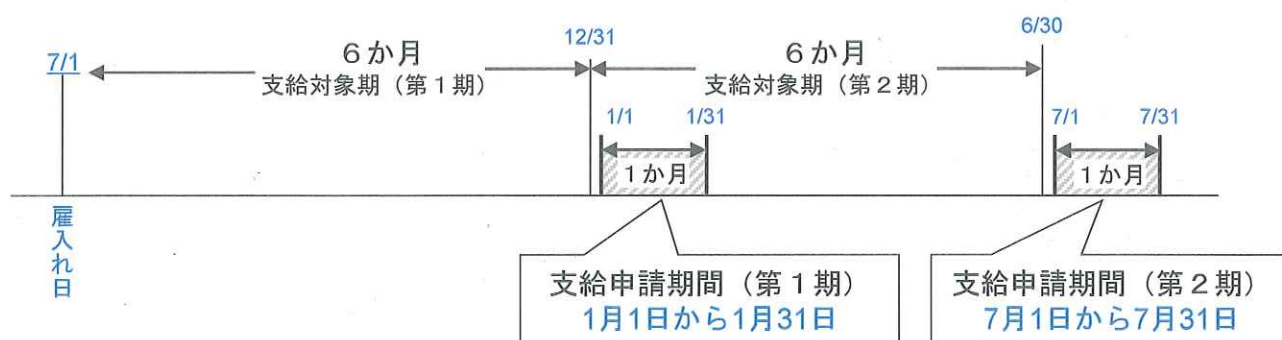 7/1
6か月
支給対象期（第１期）
12/31
6か月
支給対象期（第２期）
6/30
1/1
1/31
１か月
7/1
7/31
１か月
雇入れ日
支給申請期間（第１期）
1月1日から1月31日
支給申請期間（第２期）
7月1日から7月31日